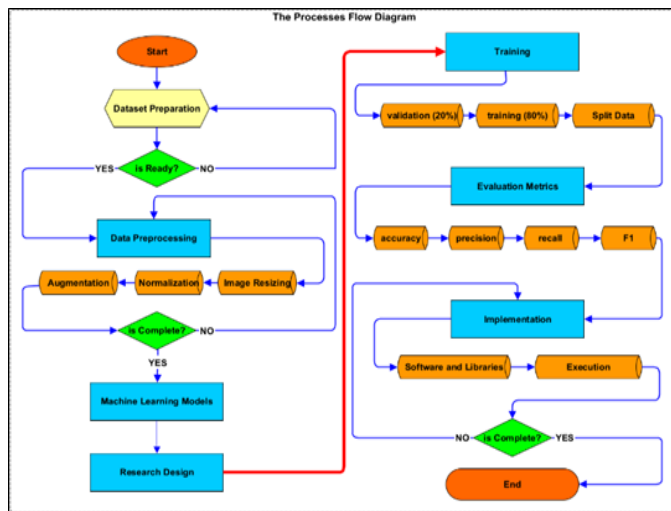 The Processes Flow Diagram
Start
Dataset Preparation
is Ready?
YES
NO
Data Preprocessing
Augmentation
Normalization
Image Resizing
is Complete?
NO
YES
Machine Learning Models
Research Design
Training
validation (20%)
training (80%)
Split Data
Evaluation Metrics
accuracy
precision
recall
F1
Implementation
Software and Libraries
Execution
NO
is Complete?
YES
End